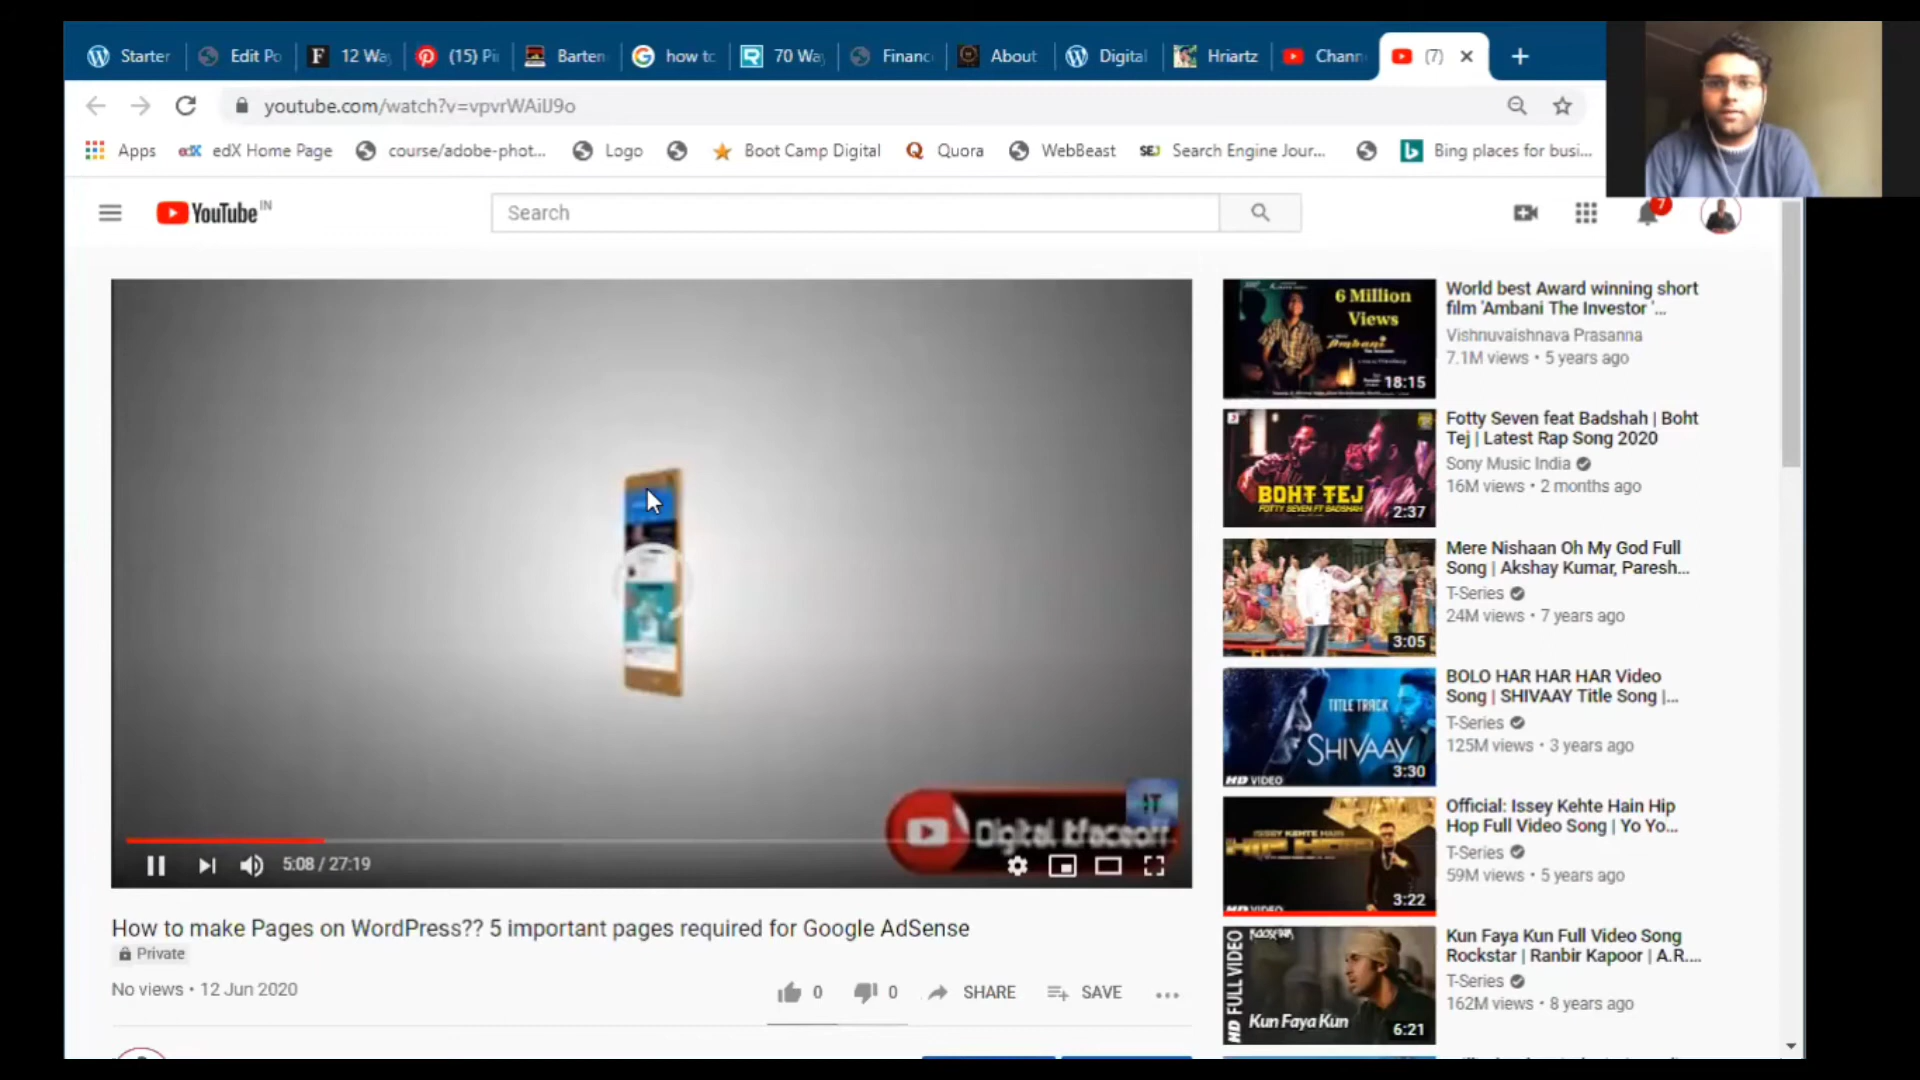 Starter
Edit Po
12 Wa
(15) Pi
Barten
how to
70 Wa
Financ
About
Digital
Hriartz
Chann
(7)
youtube.com/watch?v=vpvrWAilJ9o
Apps
edX edX Home Page
course/adobe-phot...
Logo
Boot Camp Digital
Quora
WebBeast
SEJ Search Engine Jour...
Bing places for busi...
YouTube IN
Search
7
Digital
5:08 / 27:19
How to make Pages on WordPress?? 5 important pages required for Google AdSense
Private
No views • 12 Jun 2020
0
0
SHARE
SAVE
6 Million
Views
Ambani
18:15
World best Award winning short
film 'Ambani The Investor '...
Vishnuvaishnava Prasanna
7.1M views • 5 years ago
BOHT TEJ
FOTTY SEVEN FT BADSHAH
2:37
Fotty Seven feat Badshah | Boht
Tej | Latest Rap Song 2020
Sony Music India
16M views • 2 months ago
3:05
Mere Nishaan Oh My God Full
Song | Akshay Kumar, Paresh...
T-Series
24M views • 7 years ago
TITLE TRACK
SHIVAAY
HD VIDEO
3:30
BOLO HAR HAR HAR Video
Song | SHIVAAY Title Song |...
T-Series
125M views • 3 years ago
ISSEY KEHTE HAIN
HIP HOP
HD VIDEO
3:22
Official: Issey Kehte Hain Hip
Hop Full Video Song | Yo Yo...
T-Series
59M views • 5 years ago
ROCKSTAR
HD FULL VIDEO
Kun Faya Kun
6:21
Kun Faya Kun Full Video Song
Rockstar | Ranbir Kapoor | A.R....
T-Series
162M views • 8 years ago